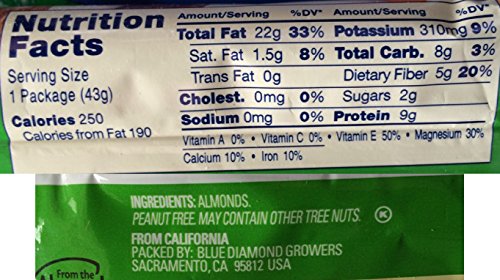 Nutrition
Facts
Serving Size
1 Package (43g)
Calories 250
Calories from Fat 190
Amount/Serving %DV* Amount/Serving %DV*
Total Fat 22g 33% Potassium 310mg 9%
Sat. Fat 1.5g 8% Total Carb. 8g 3%
Trans Fat 0g Dietary Fiber 5g 20%
Cholest. 0mg 0% Sugars 2g
Sodium 0mg 0% Protein 9g
Vitamin A 0% • Vitamin C 0% • Vitamin E 50% • Magnesium 30%
Calcium 10% • Iron 10%
INGREDIENTS: ALMONDS.
PEANUT FREE. MAY CONTAIN OTHER TREE NUTS. K
FROM CALIFORNIA
PACKED BY: BLUE DIAMOND GROWERS
SACRAMENTO, CA 95812 USA
From the